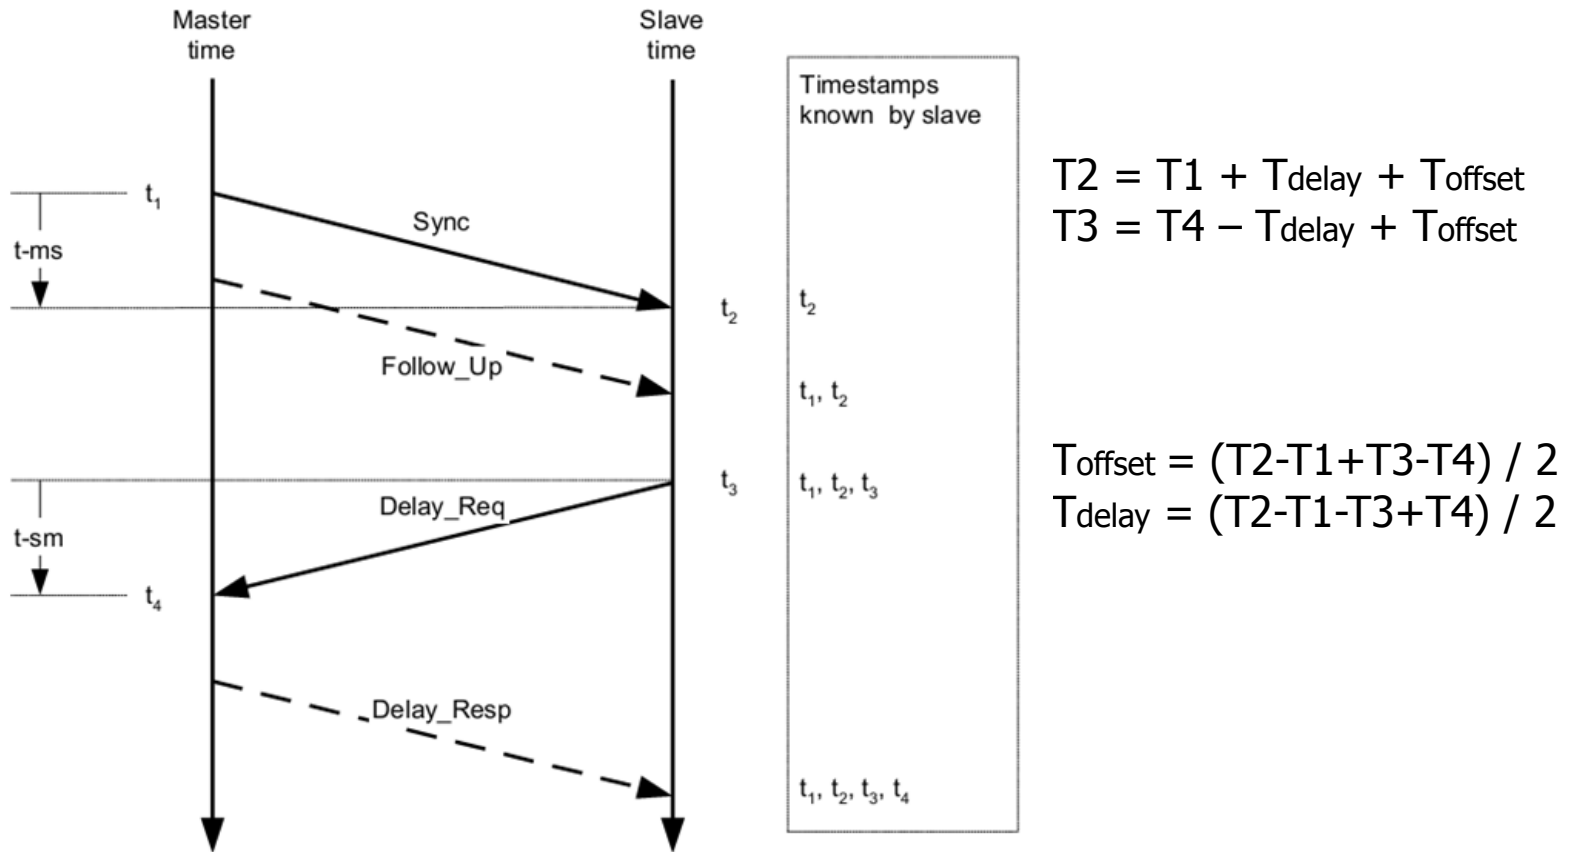 Master
time
Slave
time
Timestamps
known by slave
t₁
Sync
t-ms
t₂
t₂
Follow_Up
t₁, t₂
t₃
t₁, t₂, t₃
Delay_Req
t-sm
t₄
Delay_Resp
t₁, t₂, t₃, t₄
T2 = T1 + Tdelay + Toffset
T3 = T4 – Tdelay + Toffset
Toffset = (T2-T1+T3-T4) / 2
Tdelay = (T2-T1-T3+T4) / 2